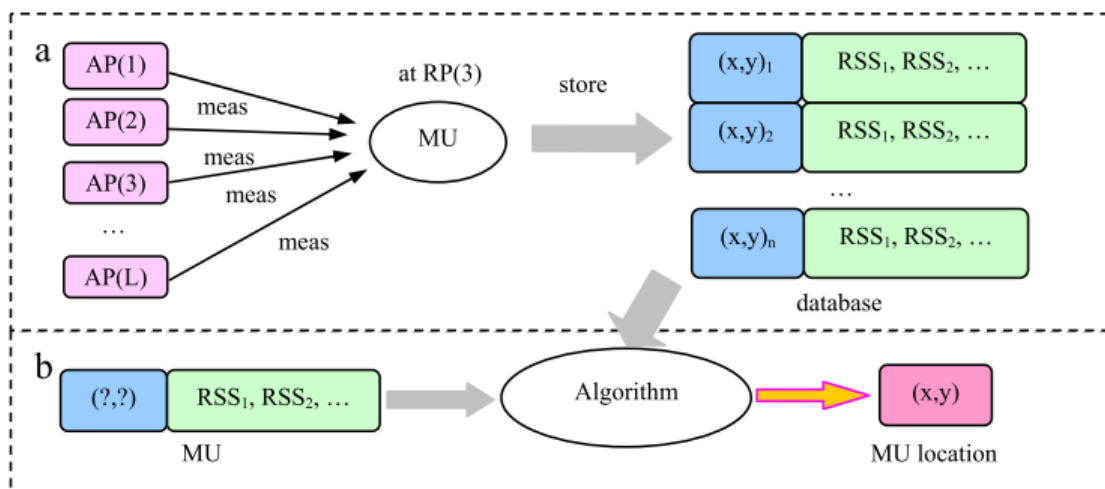 a
AP(1)
AP(2)
AP(3)
…
AP(L)
meas
meas
meas
meas
at RP(3)
MU
store
(x,y)₁ RSS₁, RSS₂, …
(x,y)₂ RSS₁, RSS₂, …
…
(x,y)ₙ RSS₁, RSS₂, …
database
b
(?,?) RSS₁, RSS₂, …
MU
Algorithm
(x,y)
MU location